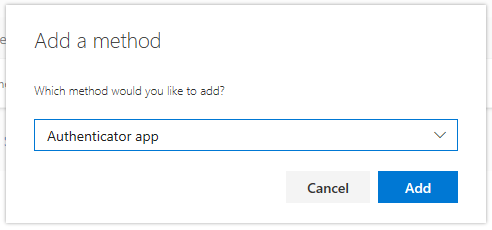 Add a method
Which method would you like to add?
Authenticator app
Cancel
Add